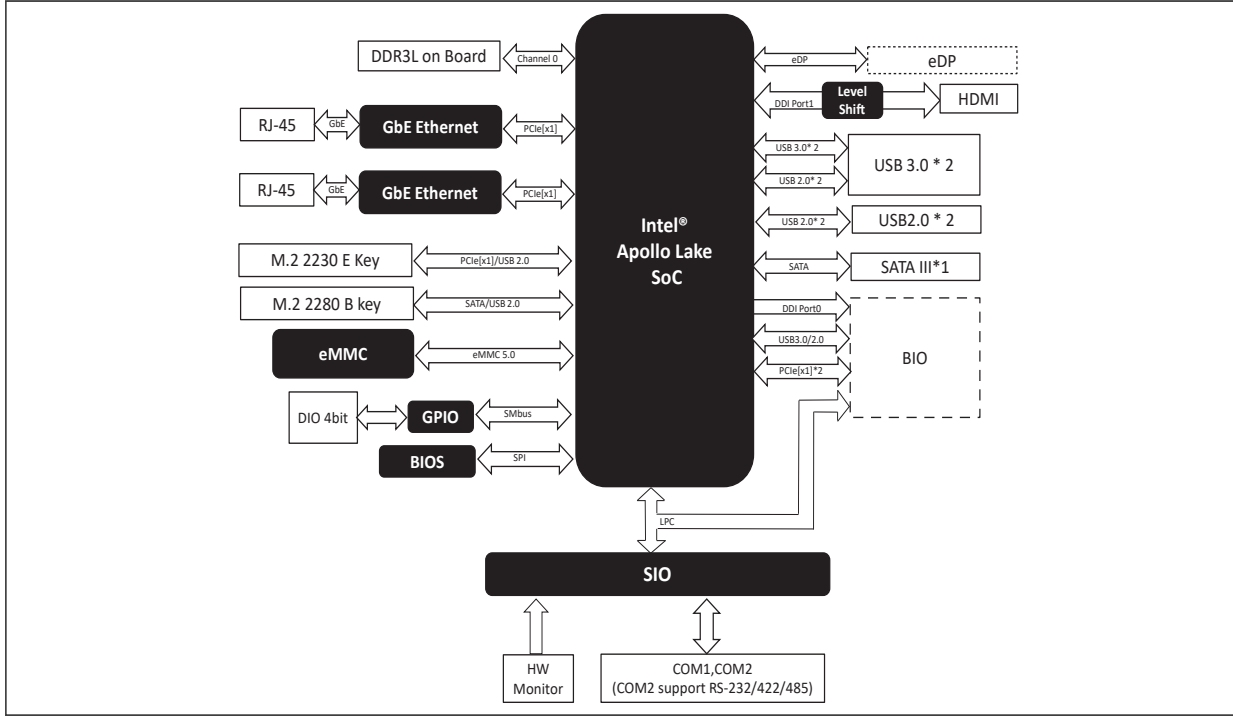 DDR3L on Board
Channel 0
RJ-45
GbE
GbE Ethernet
PCIe[x1]
RJ-45
GbE
GbE Ethernet
PCIe[x1]
M.2 2230 E Key
PCIe[x1]/USB 2.0
M.2 2280 B key
SATA/USB 2.0
eMMC
eMMC 5.0
DIO 4bit
GPIO
SMbus
BIOS
SPI
Intel®
Apollo Lake
SoC
eDP
eDP
DDI Port1
Level
Shift
HDMI
USB 3.0* 2
USB 2.0* 2
USB 3.0 * 2
USB 2.0* 2
USB2.0 * 2
SATA
SATA III*1
DDI Port0
USB3.0/2.0
PCIe[x1]*2
BIO
LPC
SIO
HW
Monitor
COM1,COM2
(COM2 support RS-232/422/485)